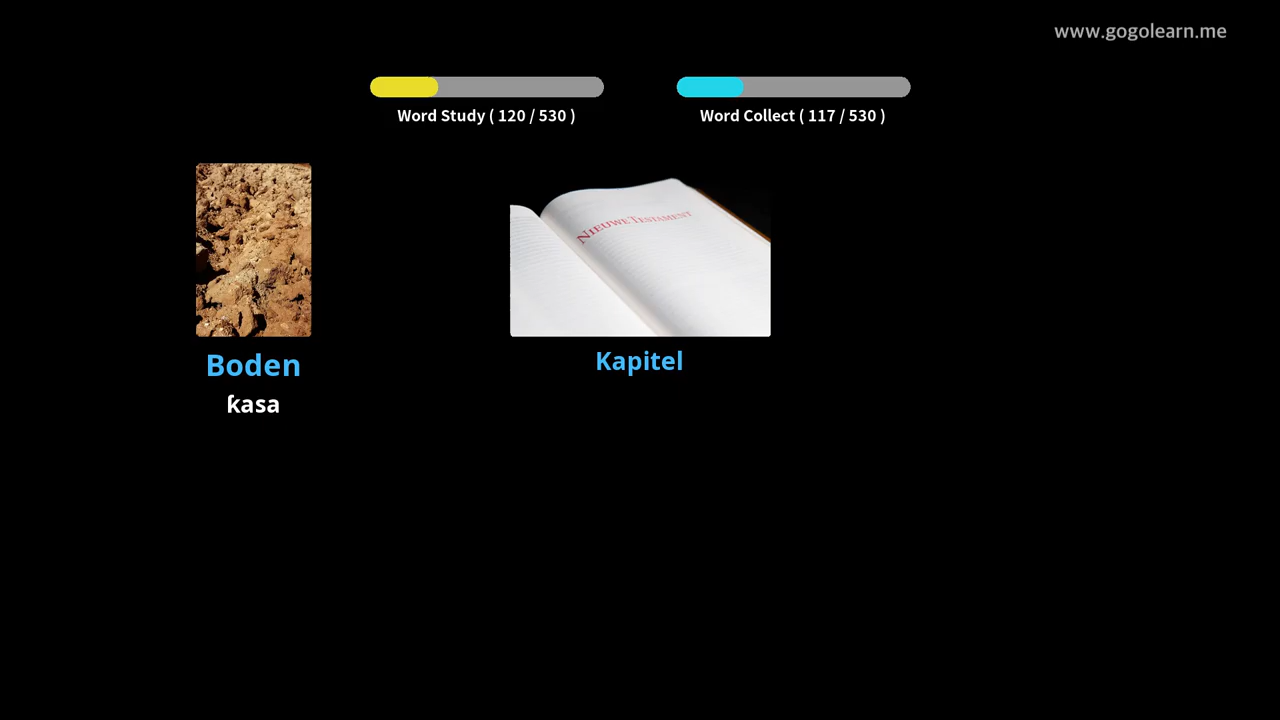 www.gogolearn.me
Word Study ( 120 / 530 )
Word Collect ( 117 / 530 )
NIEUWE TESTAMENT
Boden
ƙasa
Kapitel